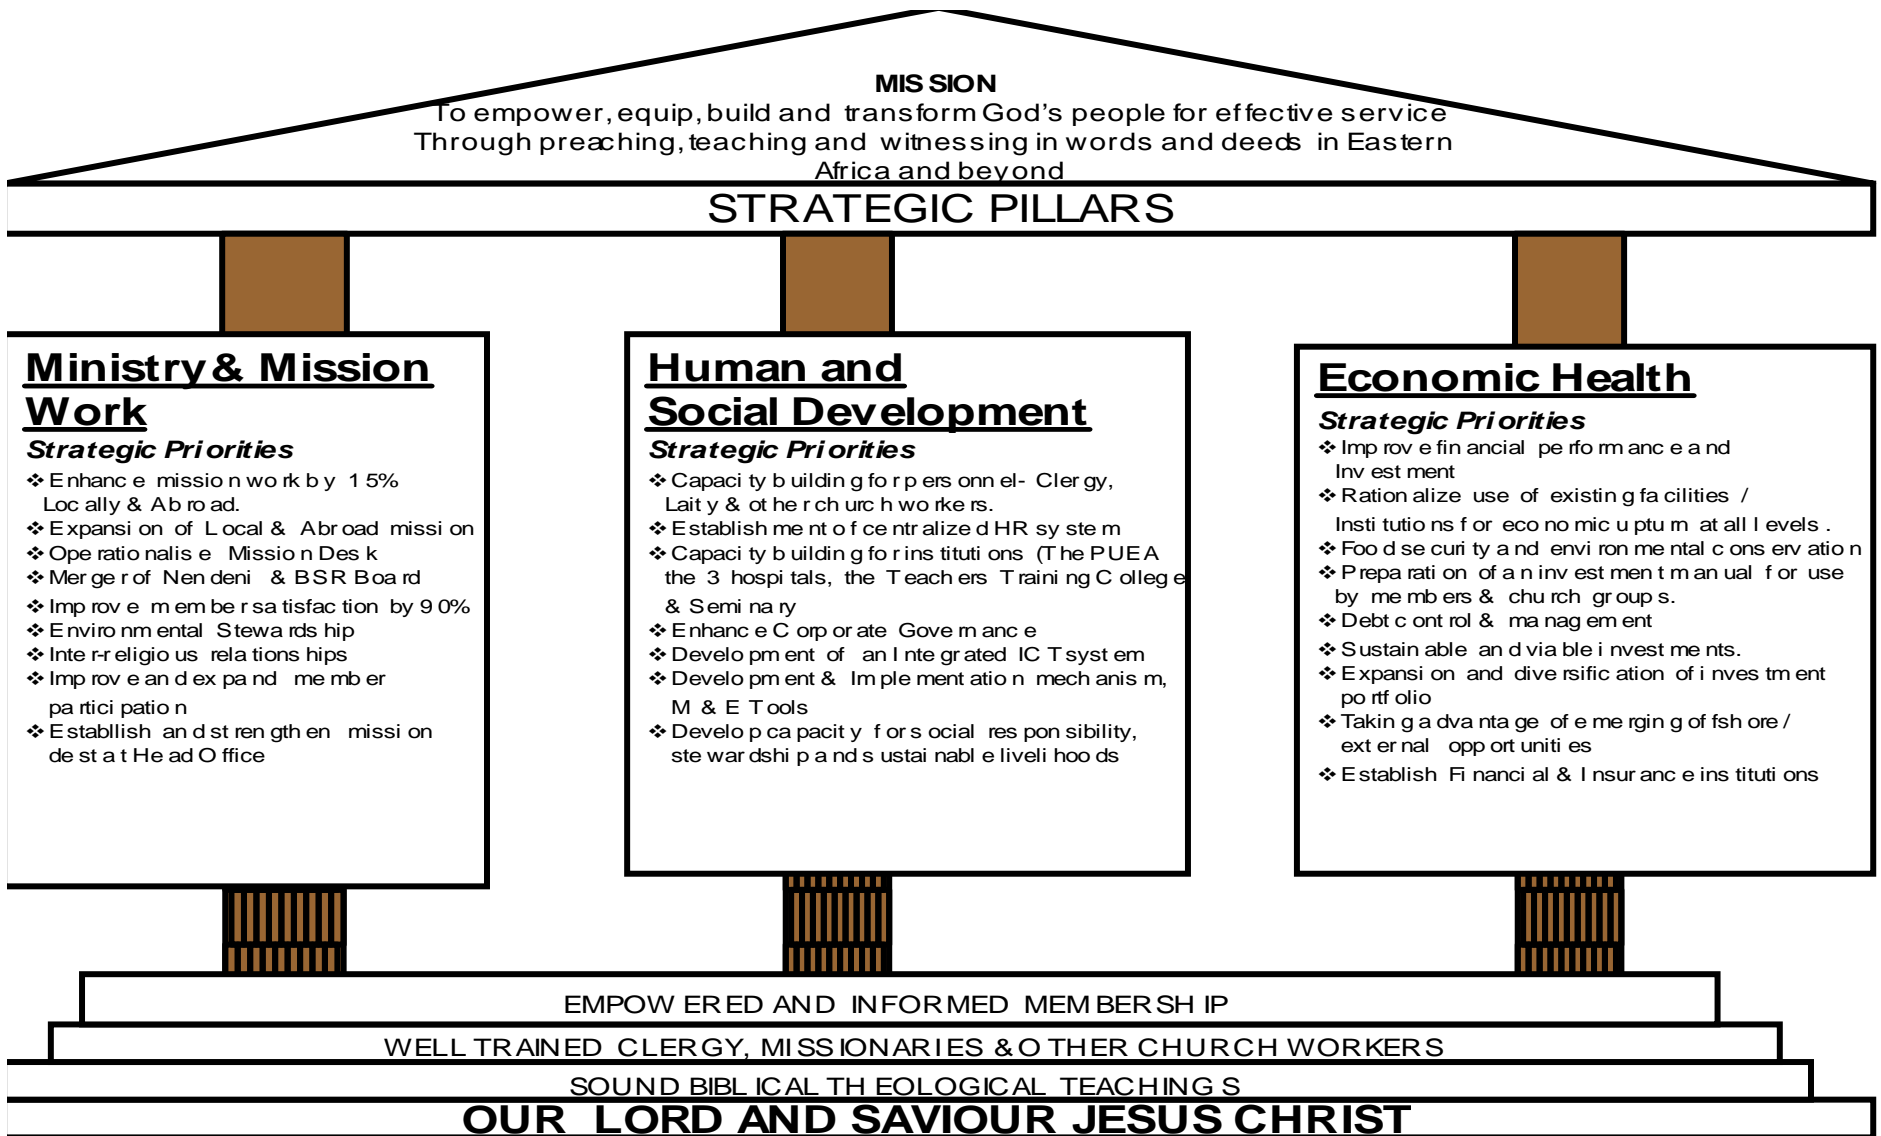 MISSION
To empower, equip, build and transform God's people for effective service
Through preaching, teaching and witnessing in words and deeds in Eastern
Africa and beyond
STRATEGIC PILLARS
Ministry & Mission
Work
Strategic Priorities
❖ Enhance mission work by 15%
Locally & Abroad.
❖ Expansion of Local & Abroad mission
❖ Operationalise Mission Desk
❖ Merger of Nendeni & BSR Board
❖ Improve member satisfaction by 90%
❖ Environmental Stewardship
❖ Inter-religious relationships
❖ Improve and expand member
participation
❖ Establlish and strengthen mission
dest at Head Office
Human and
Social Development
Strategic Priorities
❖ Capacity building for personnel- Clergy,
Laity & other church workers.
❖ Establishment of centralized HR system
❖ Capacity building for institutions (The PUEA
the 3 hospitals, the Teachers Training College
& Seminary
❖ Enhance Corporate Governance
❖ Development of an Integrated ICT system
❖ Development & Implementation mechanism,
M & E Tools
❖ Develop capacity for social responsibility,
stewardship and sustainable livelihoods
Economic Health
Strategic Priorities
❖ Improve financial performance and
Investment
❖ Rationalize use of existing facilities /
Institutions for economic upturn at all levels.
❖ Food security and environmental conservation
❖ Preparation of an investment manual for use
by members & church groups.
❖ Debt control & management
❖ Sustainable and viable investments.
❖ Expansion and diversification of investment
portfolio
❖ Taking advantage of emerging offshore /
external opportunities
❖ Establish Financial & Insurance institutions
EMPOWERED AND INFORMED MEMBERSHIP
WELL TRAINED CLERGY, MISSIONARIES & OTHER CHURCH WORKERS
SOUND BIBLICAL THEOLOGICAL TEACHINGS
OUR LORD AND SAVIOUR JESUS CHRIST